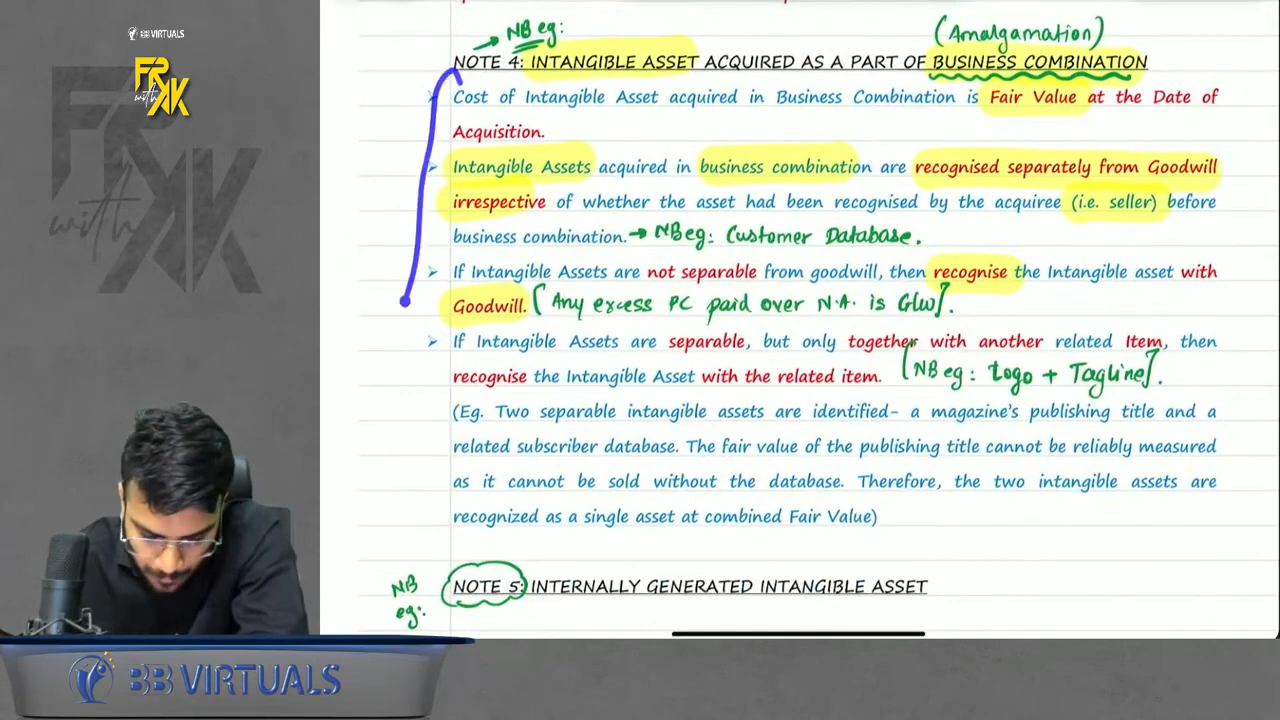 BB VIRTUALS
FR
with
KK
FR
with
KK
→ NB eg:
(Amalgamation)
NOTE 4: INTANGIBLE ASSET ACQUIRED AS A PART OF BUSINESS COMBINATION
Cost of Intangible Asset acquired in Business Combination is Fair Value at the Date of
Acquisition.
Intangible Assets acquired in business combination are recognised separately from Goodwill
irrespective of whether the asset had been recognised by the acquiree (i.e. seller) before
business combination. → NB eg: Customer Database.
If Intangible Assets are not separable from goodwill, then recognise the Intangible asset with
Goodwill. [Any excess PC paid over N.A. is G/w].
If Intangible Assets are separable, but only together with another related Item, then
recognise the Intangible Asset with the related item. [NB eg: logo + Tagline].
(Eg. Two separable intangible assets are identified- a magazine's publishing title and a
related subscriber database. The fair value of the publishing title cannot be reliably measured
as it cannot be sold without the database. Therefore, the two intangible assets are
recognized as a single asset at combined Fair Value)
NB
eg:
NOTE 5: INTERNALLY GENERATED INTANGIBLE ASSET
BB VIRTUALS